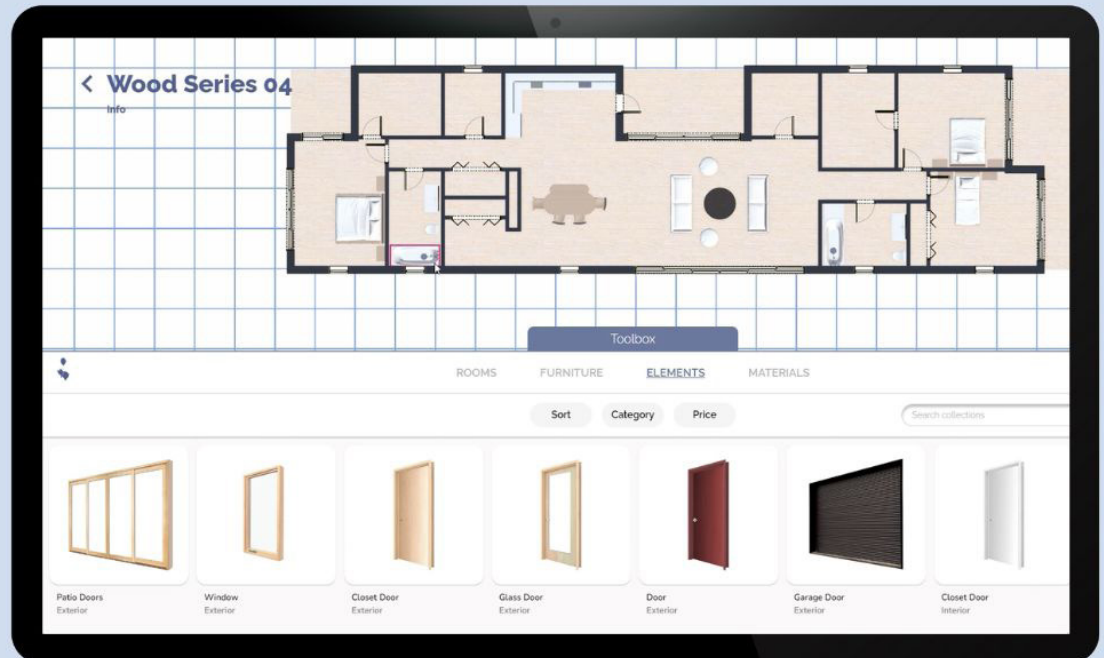 Wood Series 04
Info
Toolbox
ROOMS FURNITURE ELEMENTS MATERIALS
Sort Category Price
Search collections
Patio Doors
Exterior
Window
Exterior
Closet Door
Exterior
Glass Door
Exterior
Door
Exterior
Garage Door
Exterior
Closet Door
Interior